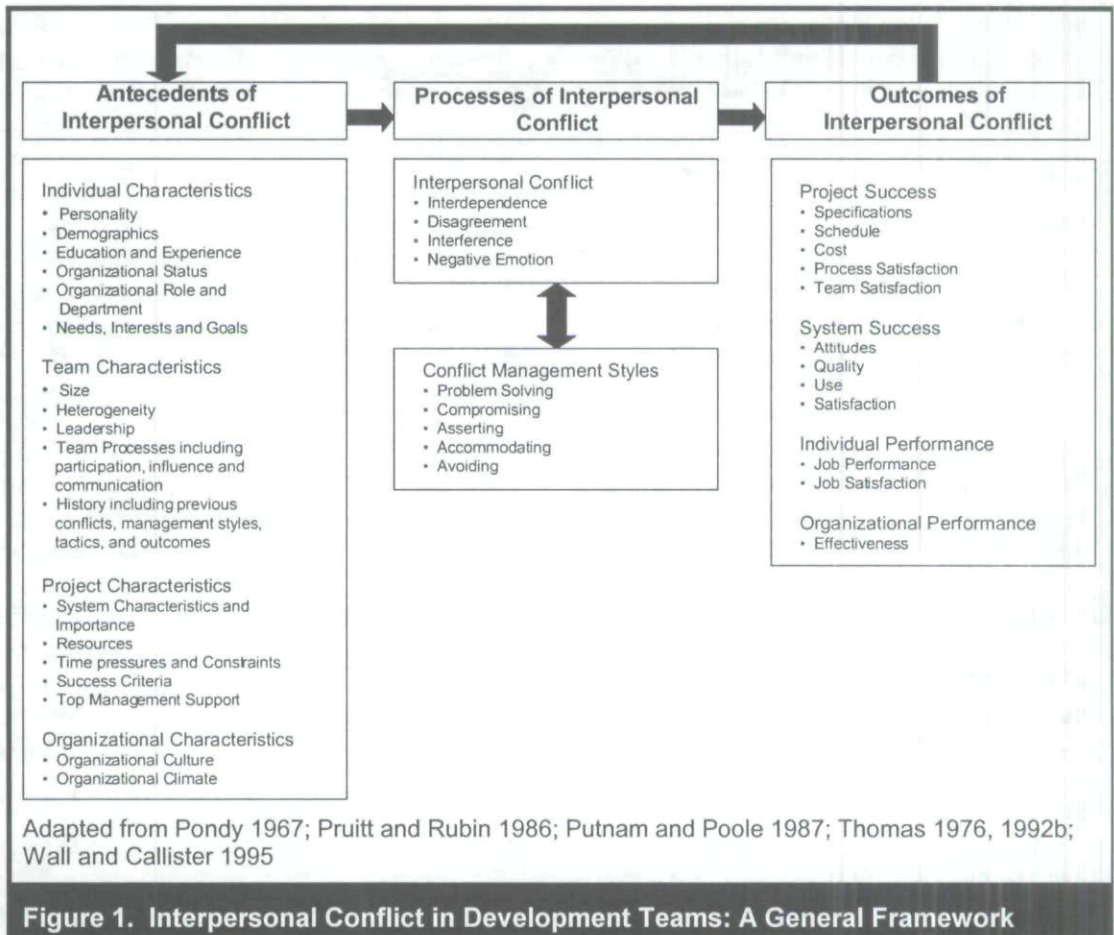 Antecedents of
Interpersonal Conflict
Processes of Interpersonal
Conflict
Outcomes of
Interpersonal Conflict
Individual Characteristics
• Personality
• Demographics
• Education and Experience
• Organizational Status
• Organizational Role and
Department
• Needs, Interests and Goals
Team Characteristics
• Size
• Heterogeneity
• Leadership
• Team Processes including
participation, influence and
communication
• History including previous
conflicts, management styles,
tactics, and outcomes
Project Characteristics
• System Characteristics and
Importance
• Resources
• Time pressures and Constraints
• Success Criteria
• Top Management Support
Organizational Characteristics
• Organizational Culture
• Organizational Climate
Interpersonal Conflict
• Interdependence
• Disagreement
• Interference
• Negative Emotion
Conflict Management Styles
• Problem Solving
• Compromising
• Asserting
• Accommodating
• Avoiding
Project Success
• Specifications
• Schedule
• Cost
• Process Satisfaction
• Team Satisfaction
System Success
• Attitudes
• Quality
• Use
• Satisfaction
Individual Performance
• Job Performance
• Job Satisfaction
Organizational Performance
• Effectiveness
Adapted from Pondy 1967; Pruitt and Rubin 1986; Putnam and Poole 1987; Thomas 1976, 1992b;
Wall and Callister 1995
Figure 1. Interpersonal Conflict in Development Teams: A General Framework